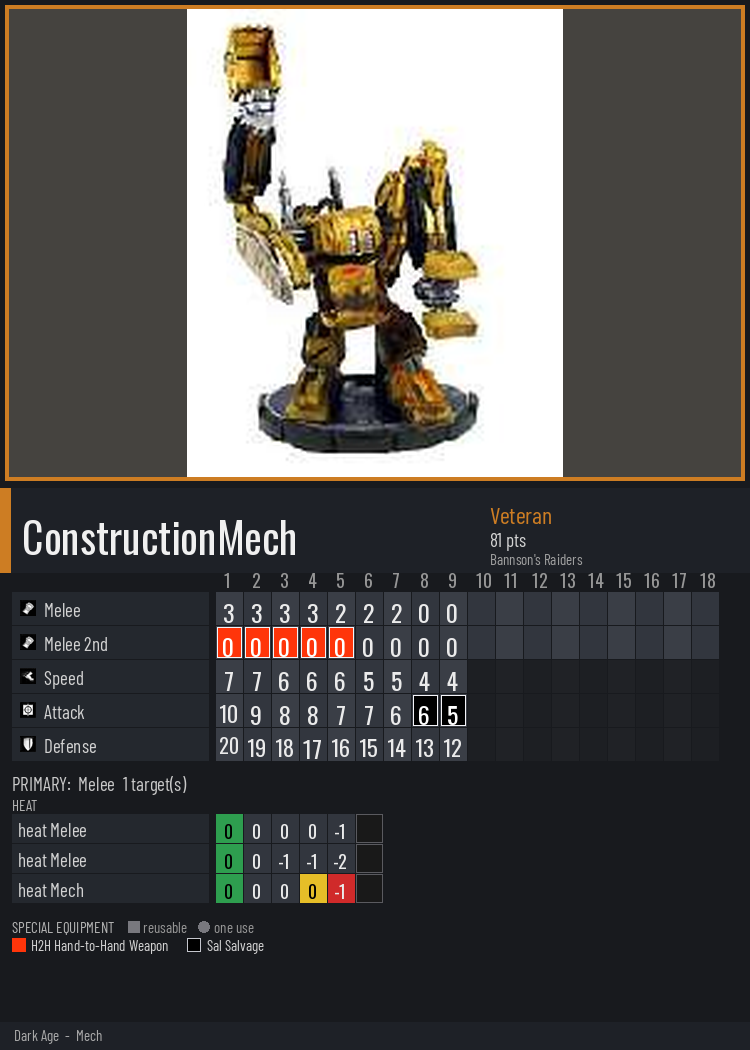 ConstructionMech
Veteran
81 pts
Bannson's Raiders
1 2 3 4 5 6 7 8 9 10 11 12 13 14 15 16 17 18
Melee 3 3 3 3 2 2 2 0 0
Melee 2nd 0 0 0 0 0 0 0 0 0
Speed 7 7 6 6 6 5 5 4 4
Attack 10 9 8 8 7 7 6 6 5
Defense 20 19 18 17 16 15 14 13 12
PRIMARY: Melee 1 target(s)
HEAT
heat Melee 0 0 0 0 -1
heat Melee 0 0 -1 -1 -2
heat Mech 0 0 0 0 -1
SPECIAL EQUIPMENT reusable one use
H2H Hand-to-Hand Weapon Sal Salvage
Dark Age - Mech